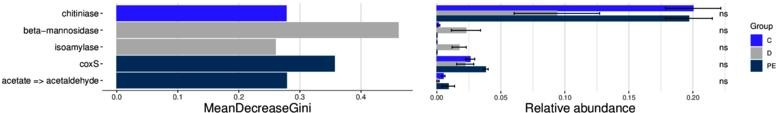 chitiinase
beta-mannosidase
isoamylase
coxS
acetate => acetaldehyde
0.0 0.1 0.2 0.3 0.4
MeanDecreaseGini
ns
ns
ns
ns
ns
0.00 0.05 0.10 0.15 0.20
Relative abundance
Group
C
D
PE